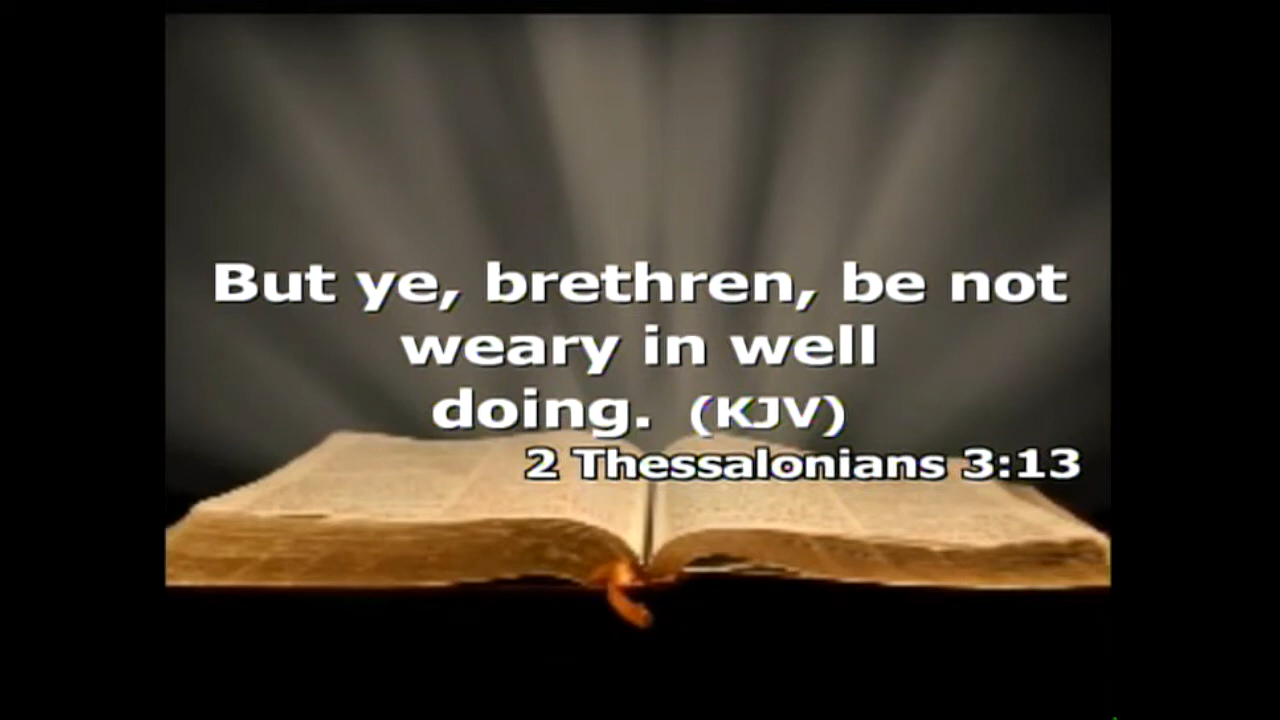 But ye, brethren, be not
weary in well
doing. (KJV)
2 Thessalonians 3:13